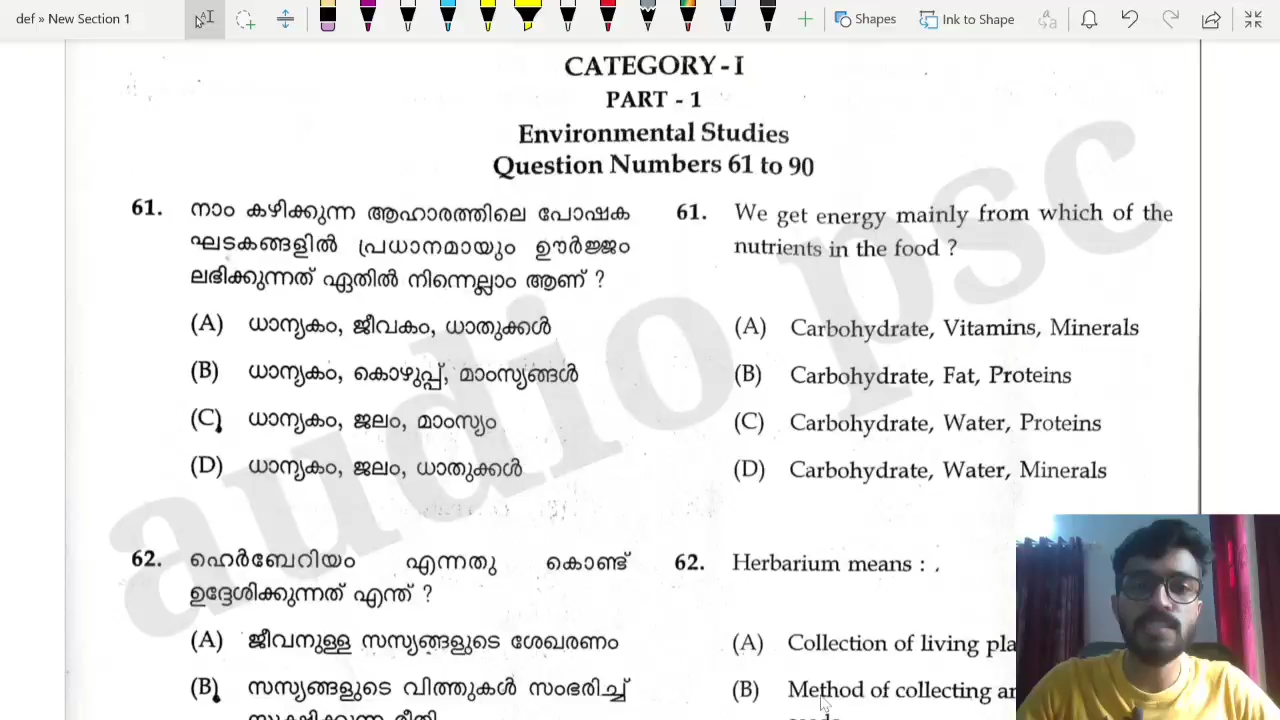 def » New Section 1
Shapes
Ink to Shape
CATEGORY - I
PART - 1
Environmental Studies
Question Numbers 61 to 90
61. നാം കഴിക്കുന്ന ആഹാരത്തിലെ പോഷക
ഘടകങ്ങളിൽ പ്രധാനമായും ഊർജ്ജം
ലഭിക്കുന്നത് ഏതിൽ നിന്നെല്ലാം ആണ് ?
(A) ധാന്യകം, ജീവകം, ധാതുക്കൾ
(B) ധാന്യകം, കൊഴുപ്പ്, മാംസ്യങ്ങൾ
(C) ധാന്യകം, ജലം, മാംസ്യം
(D) ധാന്യകം, ജലം, ധാതുക്കൾ
62. ഹെർബേറിയം എന്നതു കൊണ്ട്
ഉദ്ദേശിക്കുന്നത് എന്ത് ?
(A) ജീവനുള്ള സസ്യങ്ങളുടെ ശേഖരണം
(B) സസ്യങ്ങളുടെ വിത്തുകൾ സംഭരിച്ച്
61. We get energy mainly from which of the
nutrients in the food ?
(A) Carbohydrate, Vitamins, Minerals
(B) Carbohydrate, Fat, Proteins
(C) Carbohydrate, Water, Proteins
(D) Carbohydrate, Water, Minerals
62. Herbarium means :
(A) Collection of living pla
(B) Method of collecting an
audio psc